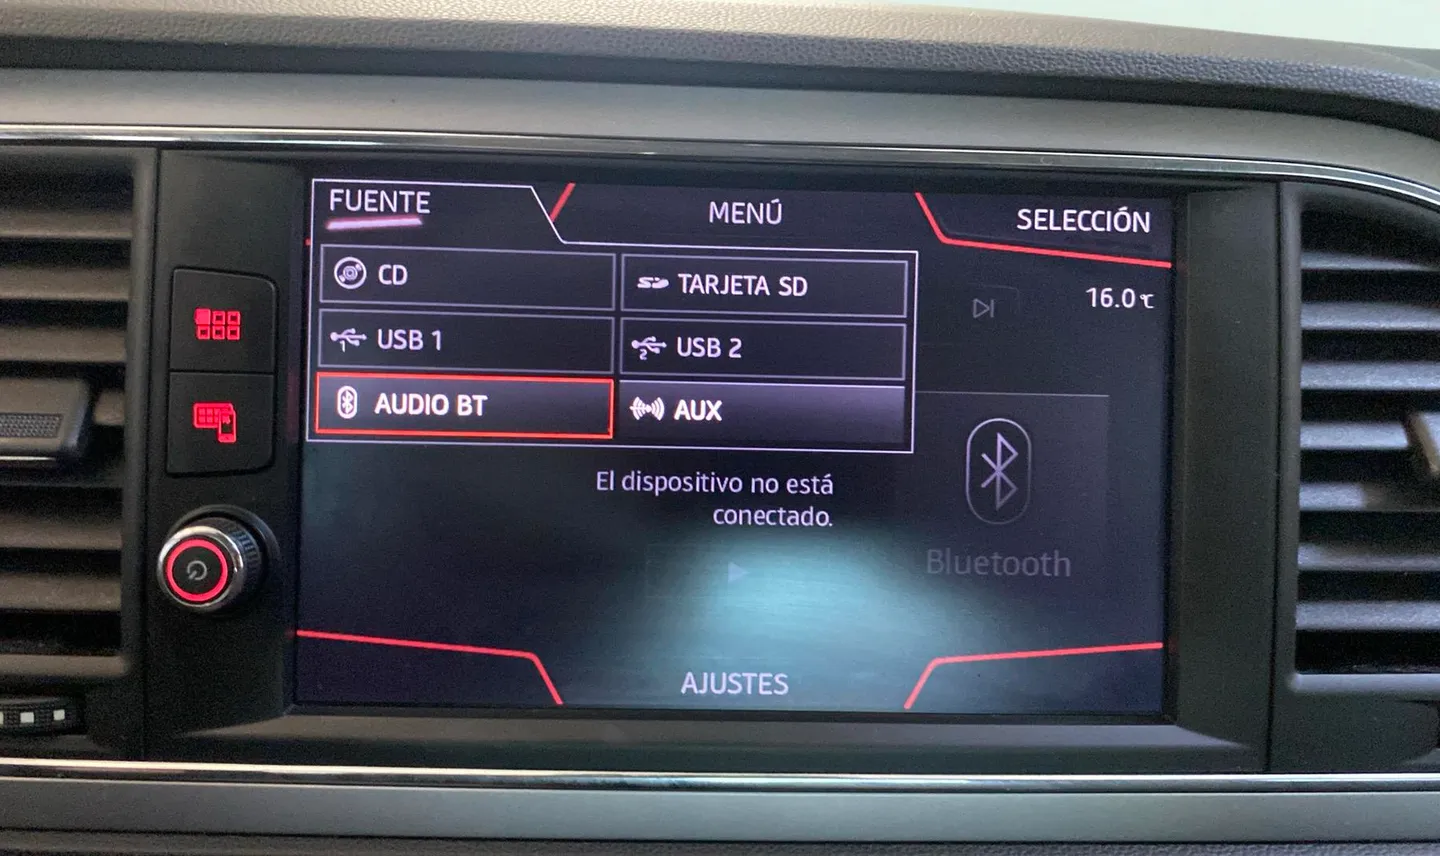 FUENTE
MENÚ
SELECCIÓN
CD
TARJETA SD
16.0°C
USB 1
USB 2
AUDIO BT
AUX
El dispositivo no está
conectado.
Bluetooth
AJUSTES